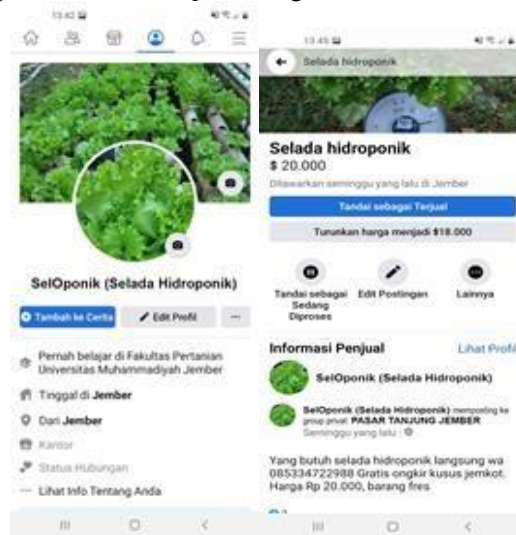 13.42
SelOponik (Selada Hidroponik)
Tambah ke Cerita
Edit Profil
Pernah belajar di Fakultas Pertanian
Universitas Muhammadiyah Jember
Tinggal di Jember
Dari Jember
Kantor
Status Hubungan
Lihat Info Tentang Anda
13.45
Selada hidroponik
Selada hidroponik
$ 20.000
Ditawarkan seminggu yang lalu di Jember
Tandai sebagai Terjual
Turunkan harga menjadi $18.000
Tandai sebagai
Sedang
Diproses
Edit Postingan
Lainnya
Informasi Penjual
Lihat Profil
SelOponik (Selada Hidroponik)
SelOponik (Selada Hidroponik) memposting ke
group privat PASAR TANJUNG JEMBER
Seminggu yang lalu
Yang butuh selada hidroponik langsung wa
085334722988 Gratis ongkir kusus jemkot.
Harga Rp 20.000, barang fres